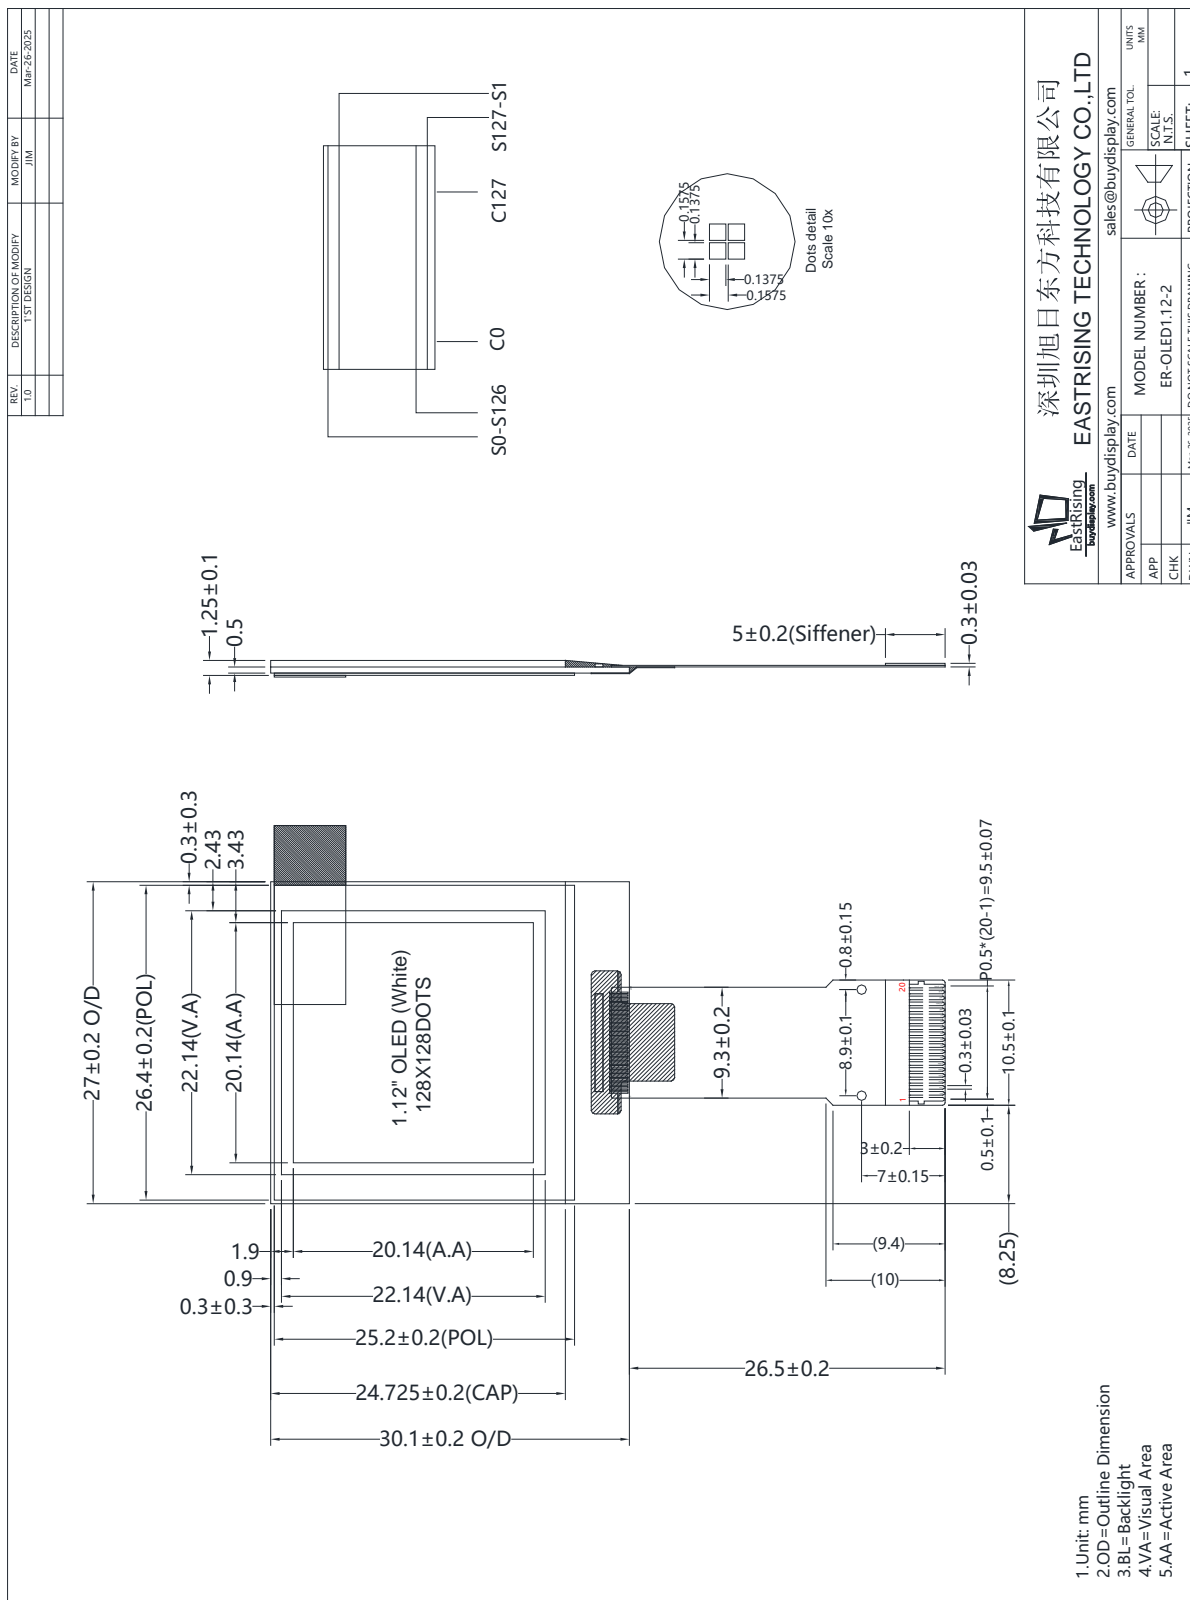 REV. DESCRIPTION OF MODIFY MODIFY BY DATE
1.0 1'ST DESIGN JIM Mar-26-2025
27±0.2 O/D
26.4±0.2(POL)
22.14(V.A)
20.14(A.A)
0.3±0.3
2.43
3.43
1.12" OLED (White)
128X128DOTS
1.9
0.9
0.3±0.3
20.14(A.A)
22.14(V.A)
25.2±0.2(POL)
24.725±0.2(CAP)
30.1±0.2 O/D
26.5±0.2
9.3±0.2
8.9±0.1
0.8±0.15
1
20
P0.5*(20-1)=9.5±0.07
0.3±0.03
10.5±0.1
0.5±0.1
3±0.2
7±0.15
(9.4)
(10)
(8.25)
1.25±0.1
0.5
5±0.2(Siffener)
0.3±0.03
S0-S126
C0
C127
S127-S1
0.1575
0.1375
0.1375
0.1575
Dots detail
Scale 10x
1.Unit: mm
2.OD=Outline Dimension
3.BL=Backlight
4.VA=Visual Area
5.AA=Active Area
EastRising
buydisplay.com
深圳旭日东方科技有限公司
EASTRISING TECHNOLOGY CO.,LTD
www.buydisplay.com sales@buydisplay.com
APPROVALS DATE
APP
CHK
MODEL NUMBER :
ER-OLED1.12-2
GENERAL TOL.
UNITS
MM
SCALE:
N.T.S.